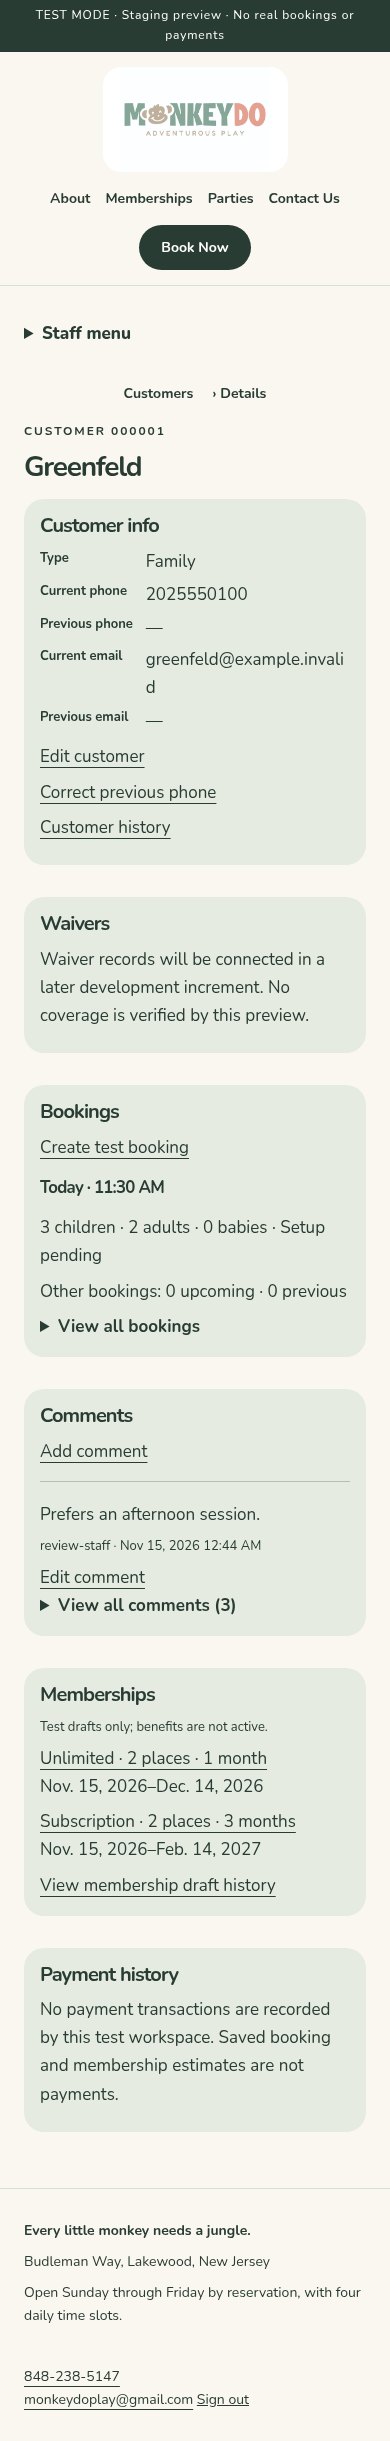 TEST MODE · Staging preview · No real bookings or
payments
MONKEYDO
ADVENTUROUS PLAY
About Memberships Parties Contact Us
Book Now
Staff menu
Customers › Details
CUSTOMER 000001
Greenfeld
Customer info
Type Family
Current phone 2025550100
Previous phone —
Current email greenfeld@example.invali
d
Previous email —
Edit customer
Correct previous phone
Customer history
Waivers
Waiver records will be connected in a
later development increment. No
coverage is verified by this preview.
Bookings
Create test booking
Today · 11:30 AM
3 children · 2 adults · 0 babies · Setup
pending
Other bookings: 0 upcoming · 0 previous
View all bookings
Comments
Add comment
Prefers an afternoon session.
review-staff · Nov 15, 2026 12:44 AM
Edit comment
View all comments (3)
Memberships
Test drafts only; benefits are not active.
Unlimited · 2 places · 1 month
Nov. 15, 2026–Dec. 14, 2026
Subscription · 2 places · 3 months
Nov. 15, 2026–Feb. 14, 2027
View membership draft history
Payment history
No payment transactions are recorded
by this test workspace. Saved booking
and membership estimates are not
payments.
Every little monkey needs a jungle.
Budleman Way, Lakewood, New Jersey
Open Sunday through Friday by reservation, with four
daily time slots.
848-238-5147
monkeydoplay@gmail.com Sign out